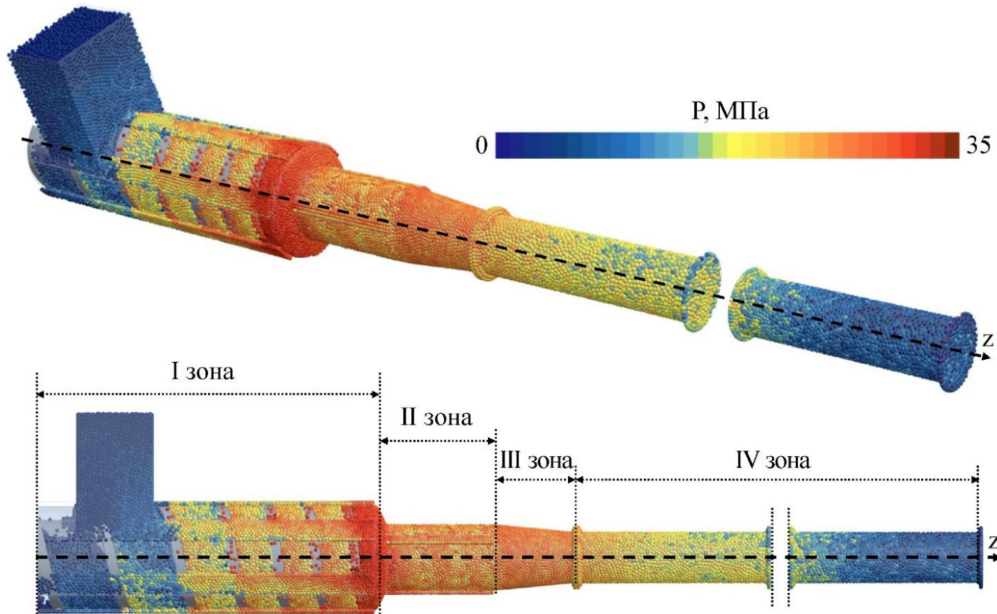 P, МПа
0 35
z
I зона
II зона
III зона
IV зона
z